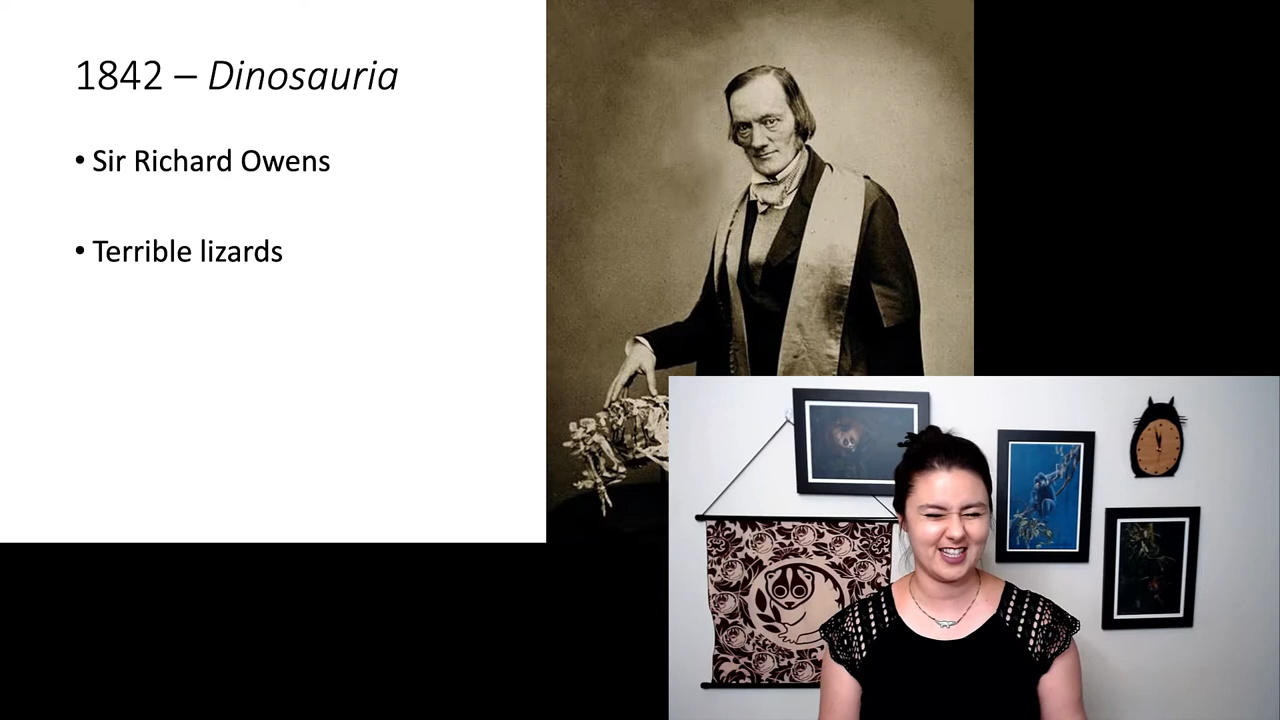 1842 – Dinosauria
• Sir Richard Owens
• Terrible lizards